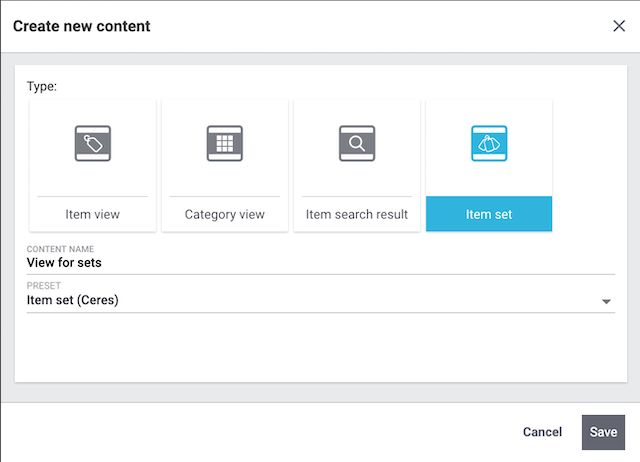 Create new content
Type:
Item view
Category view
Item search result
Item set
CONTENT NAME
View for sets
PRESET
Item set (Ceres)
Cancel
Save